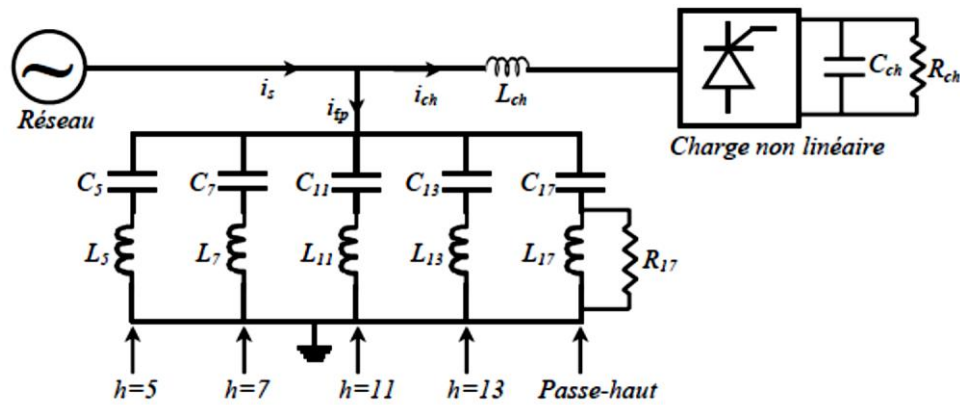 Réseau
i_s
i_fp
i_ch
L_ch
C_ch
R_ch
Charge non linéaire
C_5
C_7
C_11
C_13
C_17
L_5
L_7
L_11
L_13
L_17
R_17
h=5
h=7
h=11
h=13
Passe-haut